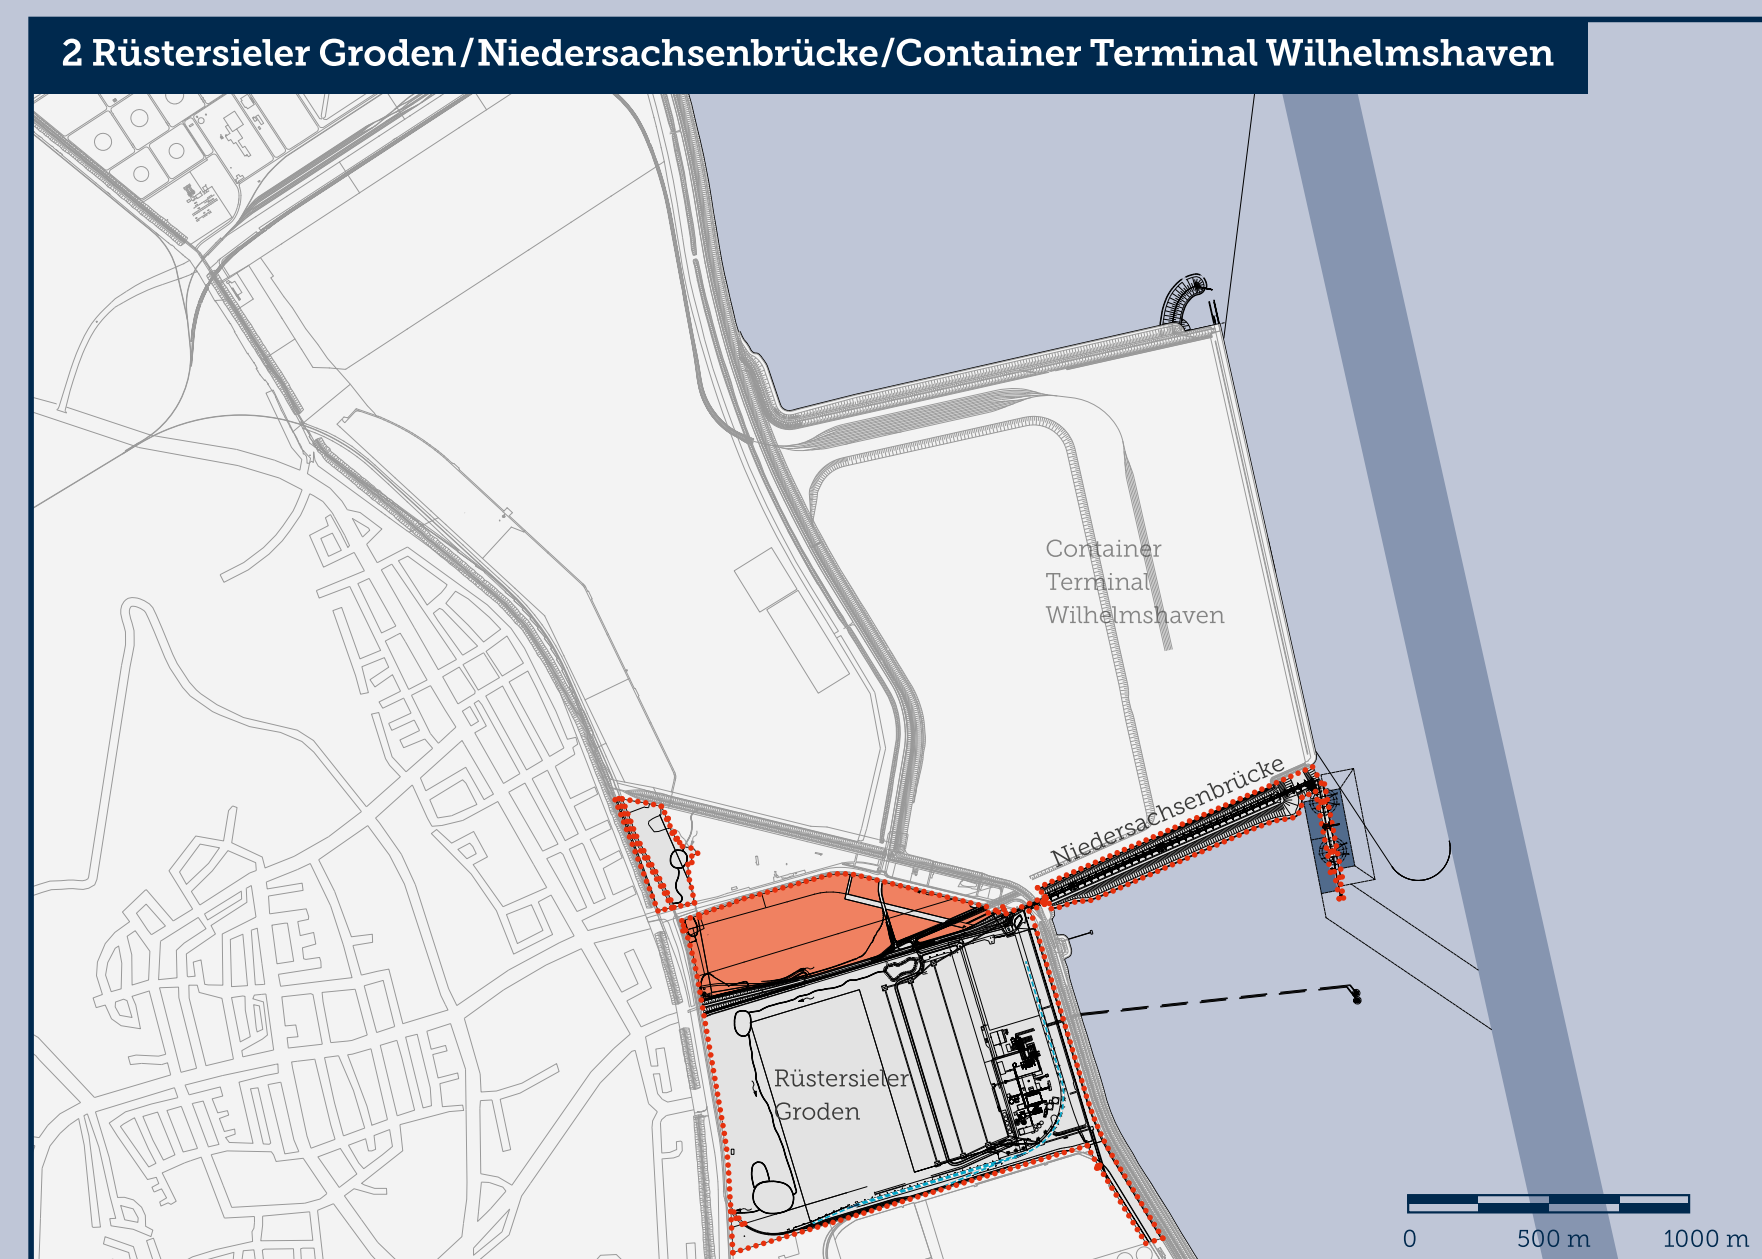 2 Rüstersieler Groden/Niedersachsenbrücke/Container Terminal Wilhelmshaven
Container
Terminal
Wilhelmshaven
Niedersachsenbrücke
Rüstersieler
Groden
0 500 m 1000 m